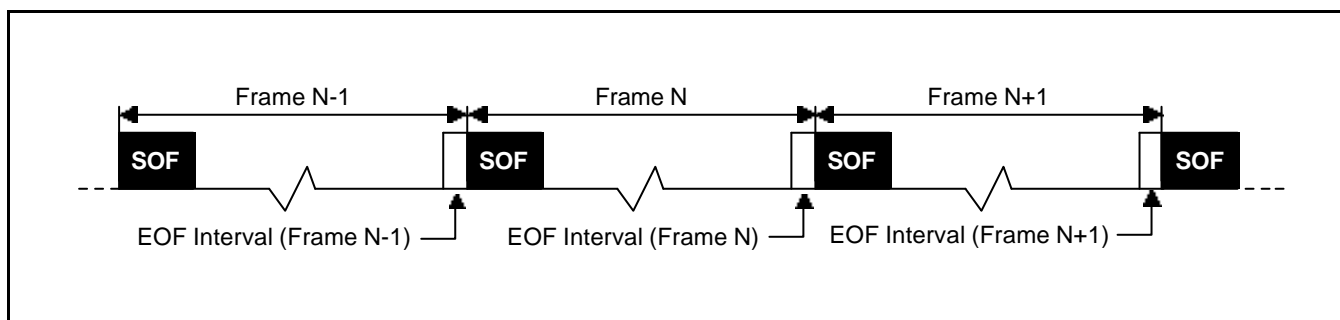 Frame N-1 Frame N Frame N+1
SOF SOF SOF SOF
EOF Interval (Frame N-1) EOF Interval (Frame N) EOF Interval (Frame N+1)